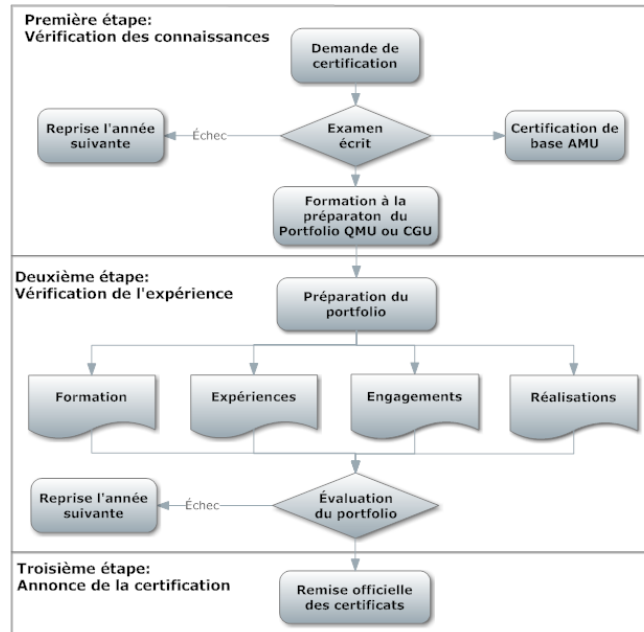 Première étape:
Vérification des connaissances
Demande de
certification
Reprise l'année
suivante
Échec
Examen
écrit
Certification de
base AMU
Formation à la
préparaton du
Portfolio QMU ou CGU
Deuxième étape:
Vérification de l'expérience
Préparation du
portfolio
Formation
Expériences
Engagements
Réalisations
Reprise l'année
suivante
Échec
Évaluation
du portfolio
Troisième étape:
Annonce de la certification
Remise officielle
des certificats